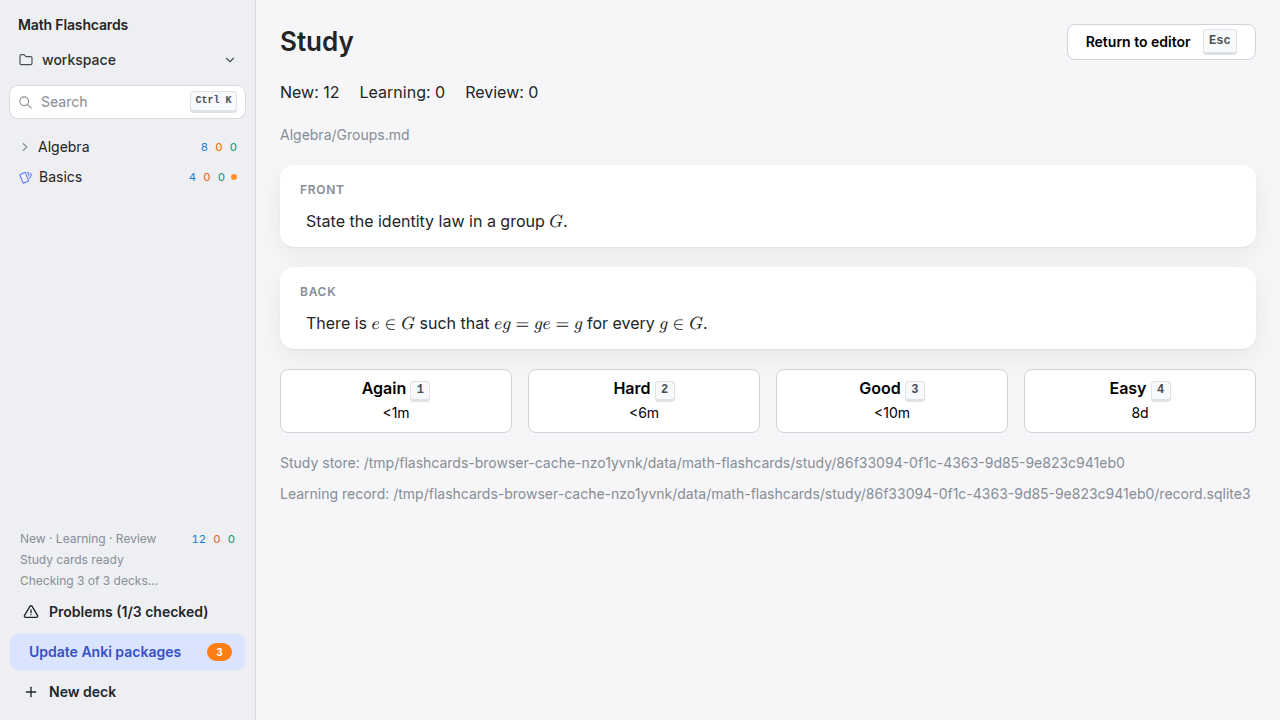 Math Flashcards
workspace
Search Ctrl K
Algebra 8 0 0
Basics 4 0 0
New · Learning · Review 12 0 0
Study cards ready
Checking 3 of 3 decks...
Problems (1/3 checked)
Update Anki packages 3
New deck
Study
Return to editor Esc
New: 12 Learning: 0 Review: 0
Algebra/Groups.md
FRONT
State the identity law in a group G.
BACK
There is e ∈ G such that eg = ge = g for every g ∈ G.
Again 1
<1m
Hard 2
<6m
Good 3
<10m
Easy 4
8d
Study store: /tmp/flashcards-browser-cache-nzo1yvnk/data/math-flashcards/study/86f33094-0f1c-4363-9d85-9e823c941eb0
Learning record: /tmp/flashcards-browser-cache-nzo1yvnk/data/math-flashcards/study/86f33094-0f1c-4363-9d85-9e823c941eb0/record.sqlite3